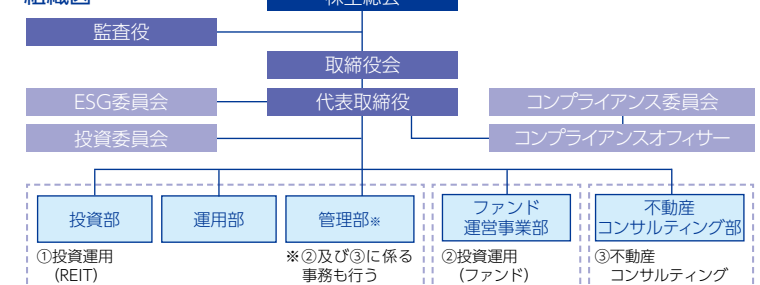 組織図
株主総会
監査役
取締役会
ESG委員会
代表取締役
コンプライアンス委員会
投資委員会
コンプライアンスオフィサー
投資部
運用部
管理部※
ファンド
運営事業部
不動産
コンサルティング部
①投資運用
（REIT）
※②及び③に係る
事務も行う
②投資運用
（ファンド）
③不動産
コンサルティング